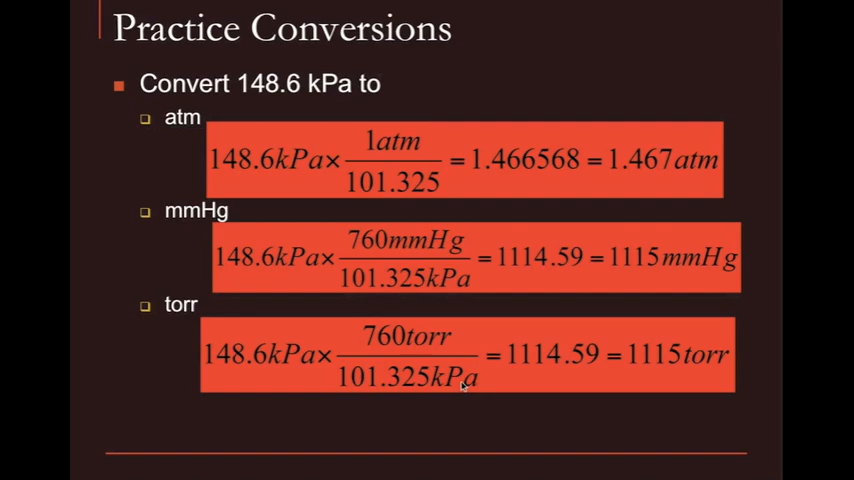 Practice Conversions
Convert 148.6 kPa to
atm
148.6kPa× 1atm / 101.325 = 1.466568 = 1.467atm
mmHg
148.6kPa× 760mmHg / 101.325kPa = 1114.59 = 1115mmHg
torr
148.6kPa× 760torr / 101.325kPa = 1114.59 = 1115torr